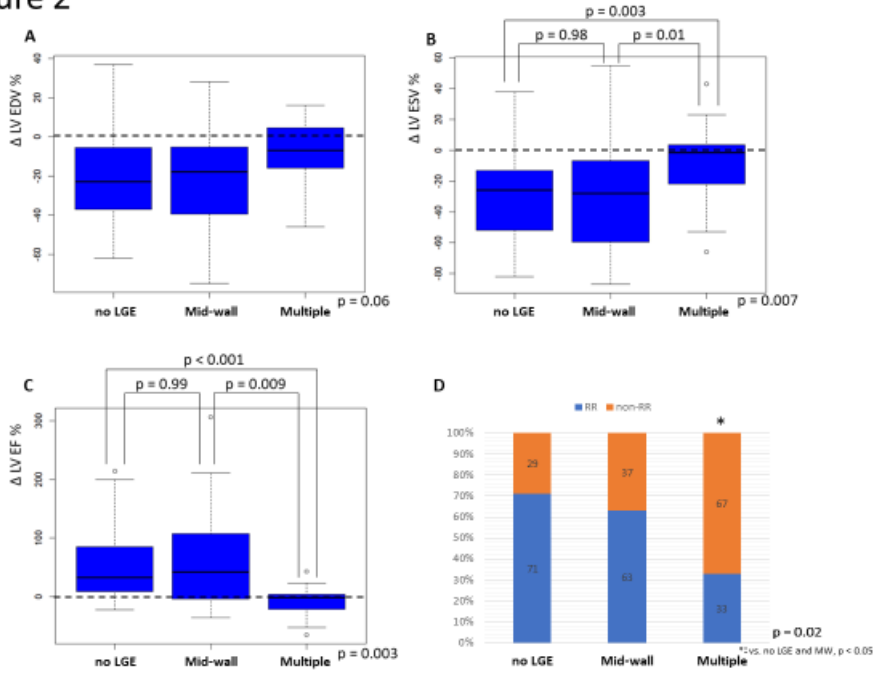 ure 2
A
Δ LV EDV %
40
20
0
-20
-40
-60
no LGE
Mid-wall
Multiple
p = 0.06
B
p = 0.003
p = 0.98
p = 0.01
Δ LV ESV %
60
40
20
0
-20
-40
-60
-80
no LGE
Mid-wall
Multiple
p = 0.007
C
p < 0.001
p = 0.99
p = 0.009
Δ LV EF %
300
200
100
0
no LGE
Mid-wall
Multiple
p = 0.003
D
RR
non-RR
*
100%
90%
80%
70%
60%
50%
40%
30%
20%
10%
0%
29
37
67
71
63
33
no LGE
Mid-wall
Multiple
p = 0.02
*: vs. no LGE and MW, p < 0.05